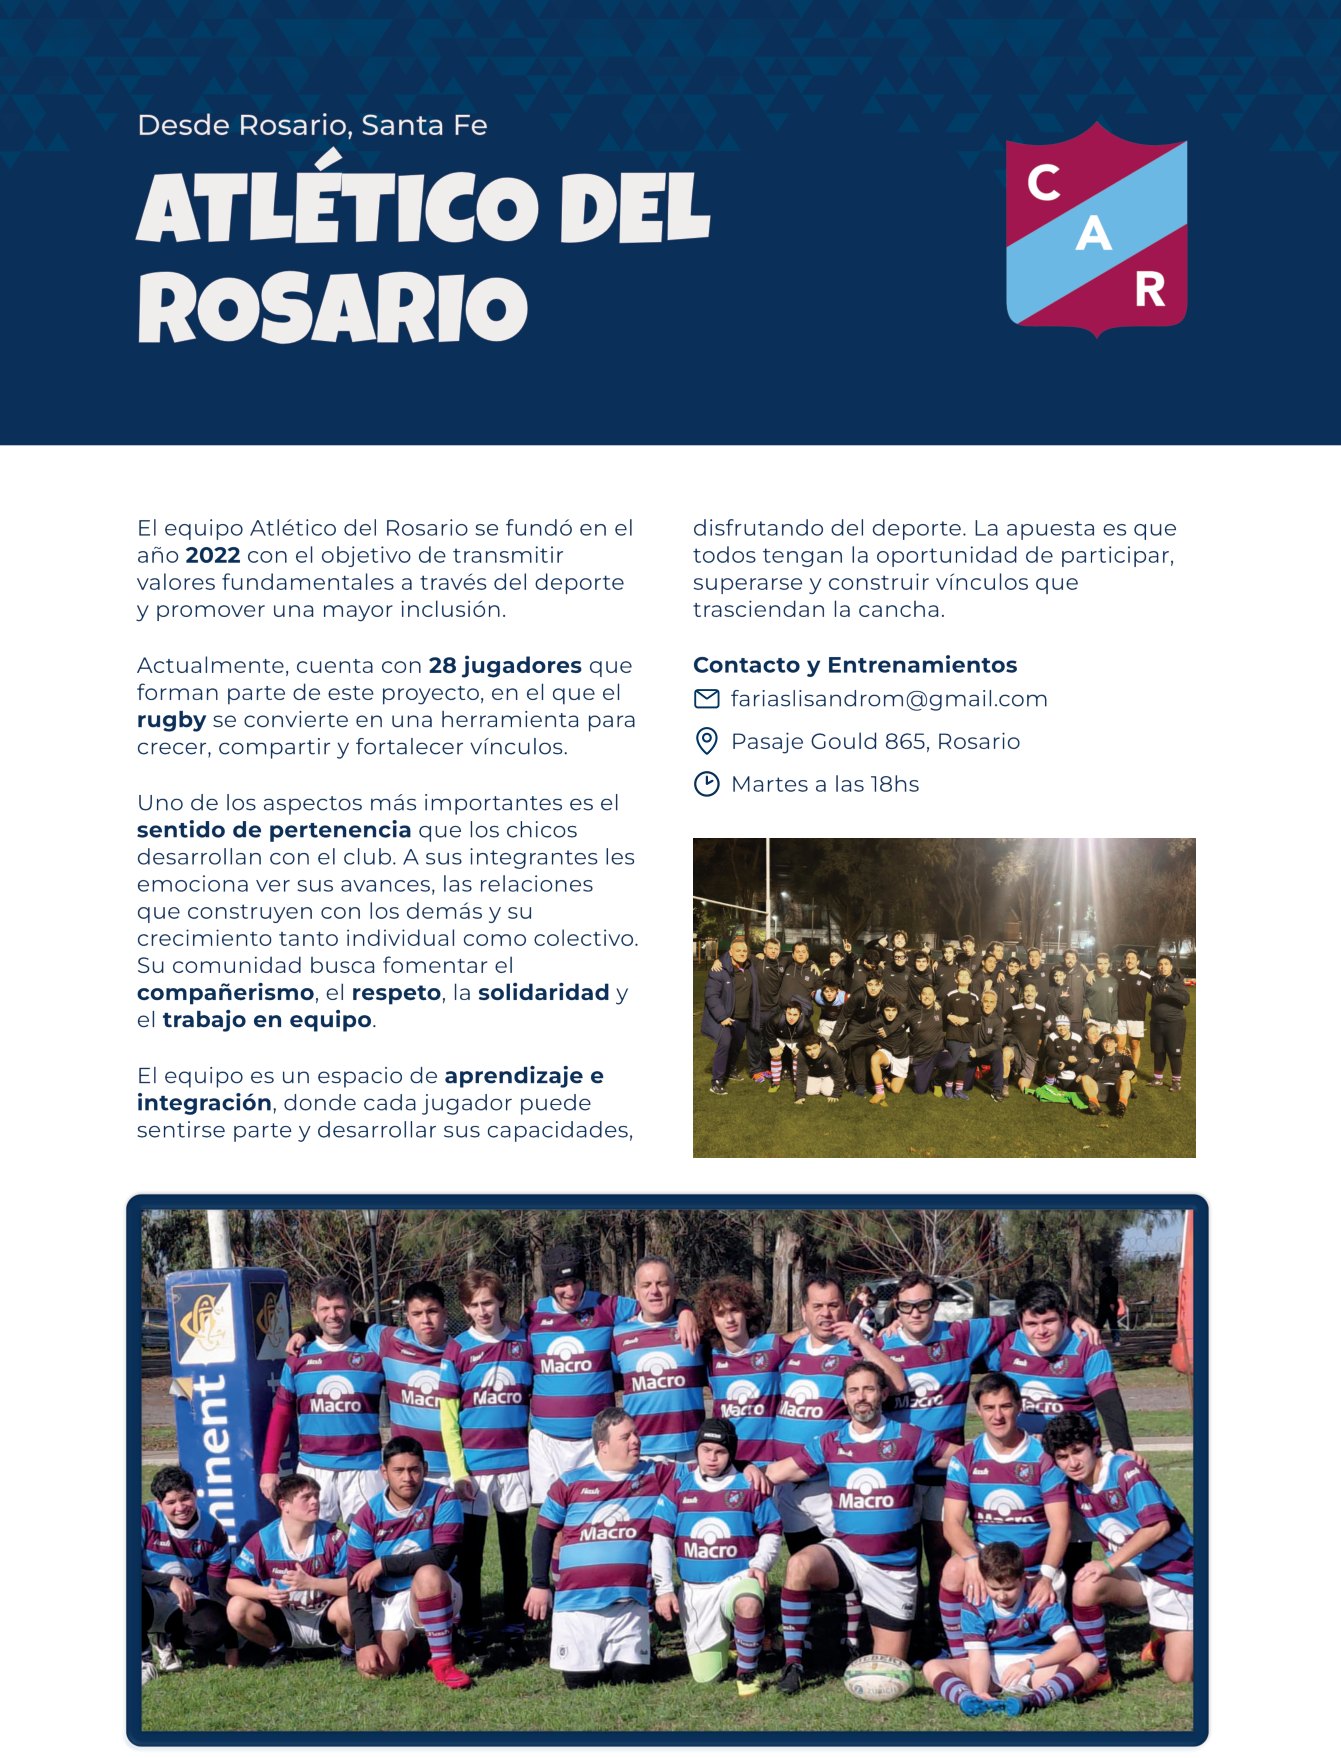 Desde Rosario, Santa Fe
ATLÉTICO DEL
ROSARIO
C
A
R
El equipo Atlético del Rosario se fundó en el
año 2022 con el objetivo de transmitir
valores fundamentales a través del deporte
y promover una mayor inclusión.
Actualmente, cuenta con 28 jugadores que
forman parte de este proyecto, en el que el
rugby se convierte en una herramienta para
crecer, compartir y fortalecer vínculos.
Uno de los aspectos más importantes es el
sentido de pertenencia que los chicos
desarrollan con el club. A sus integrantes les
emociona ver sus avances, las relaciones
que construyen con los demás y su
crecimiento tanto individual como colectivo.
Su comunidad busca fomentar el
compañerismo, el respeto, la solidaridad y
el trabajo en equipo.
El equipo es un espacio de aprendizaje e
integración, donde cada jugador puede
sentirse parte y desarrollar sus capacidades,
disfrutando del deporte. La apuesta es que
todos tengan la oportunidad de participar,
superarse y construir vínculos que
trasciendan la cancha.
Contacto y Entrenamientos
fariaslisandrom@gmail.com
Pasaje Gould 865, Rosario
Martes a las 18hs
minent
Macro
Macro
Macro
Macro
Macro
Macro
Macro
Macro
Macro
Macro
Macro
Macro
flash
GILBERT